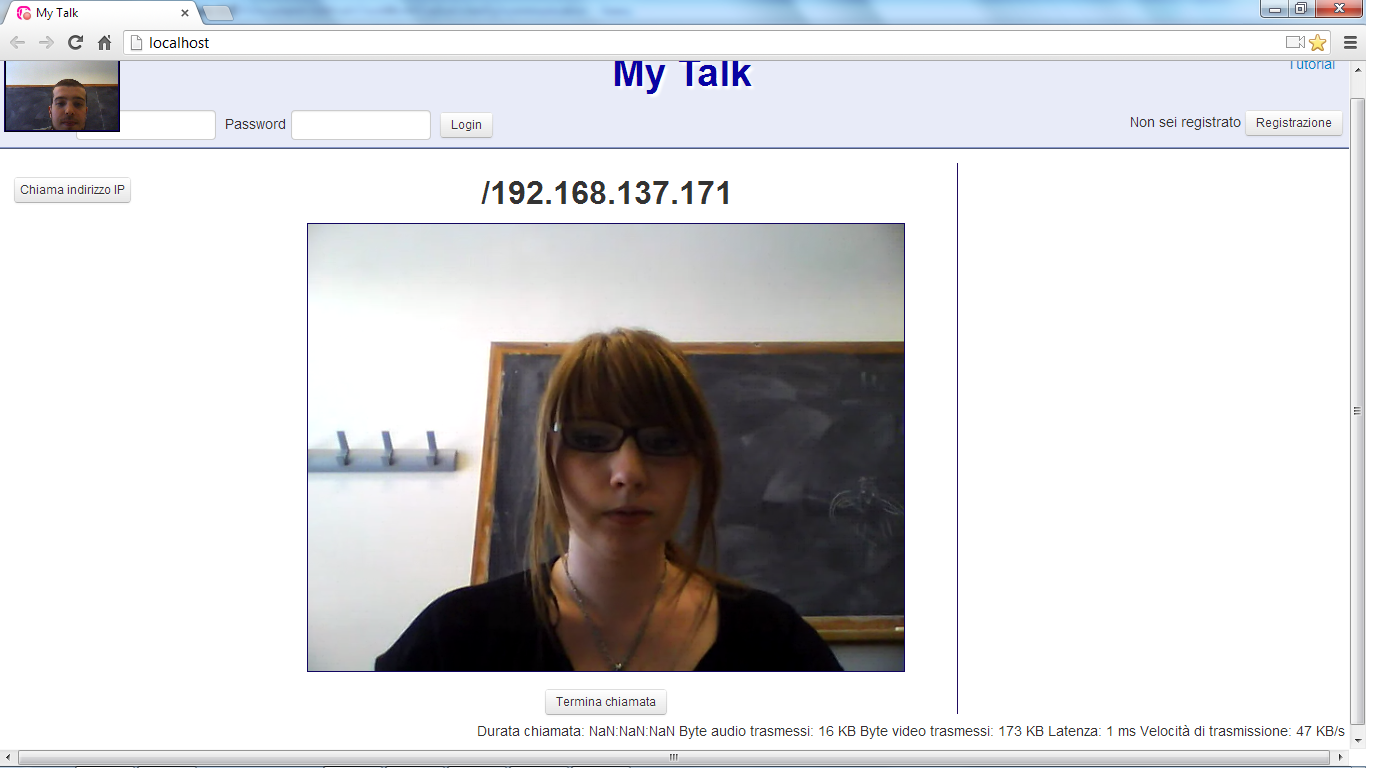 My Talk
localhost
My Talk
Tutorial
Password
Login
Non sei registrato
Registrazione
Chiama indirizzo IP
/192.168.137.171
Termina chiamata
Durata chiamata: NaN:NaN:NaN Byte audio trasmessi: 16 KB Byte video trasmessi: 173 KB Latenza: 1 ms Velocità di trasmissione: 47 KB/s